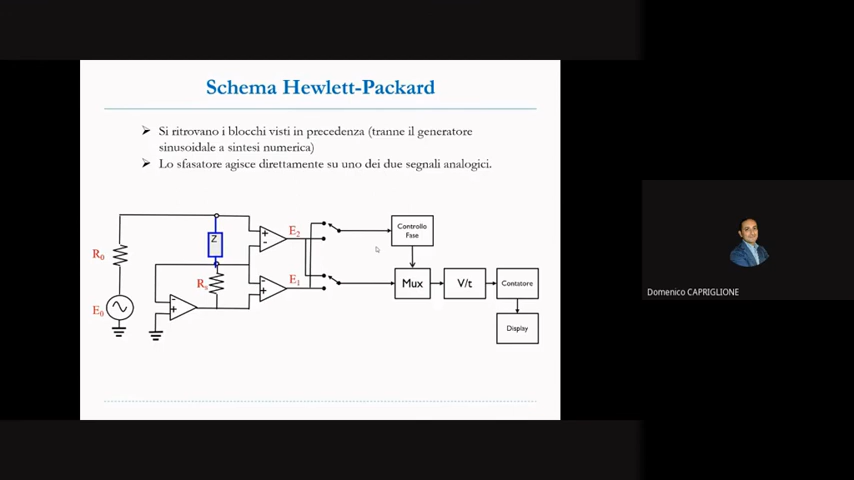 Schema Hewlett-Packard
Si ritrovano i blocchi visti in precedenza (tranne il generatore
sinusoidale a sintesi numerica)
Lo sfasatore agisce direttamente su uno dei due segnali analogici.
E2
Controllo
Fase
Z
R0
Rs
E1
Mux
V/t
Contatore
E0
Display
Domenico CAPRIGLIONE